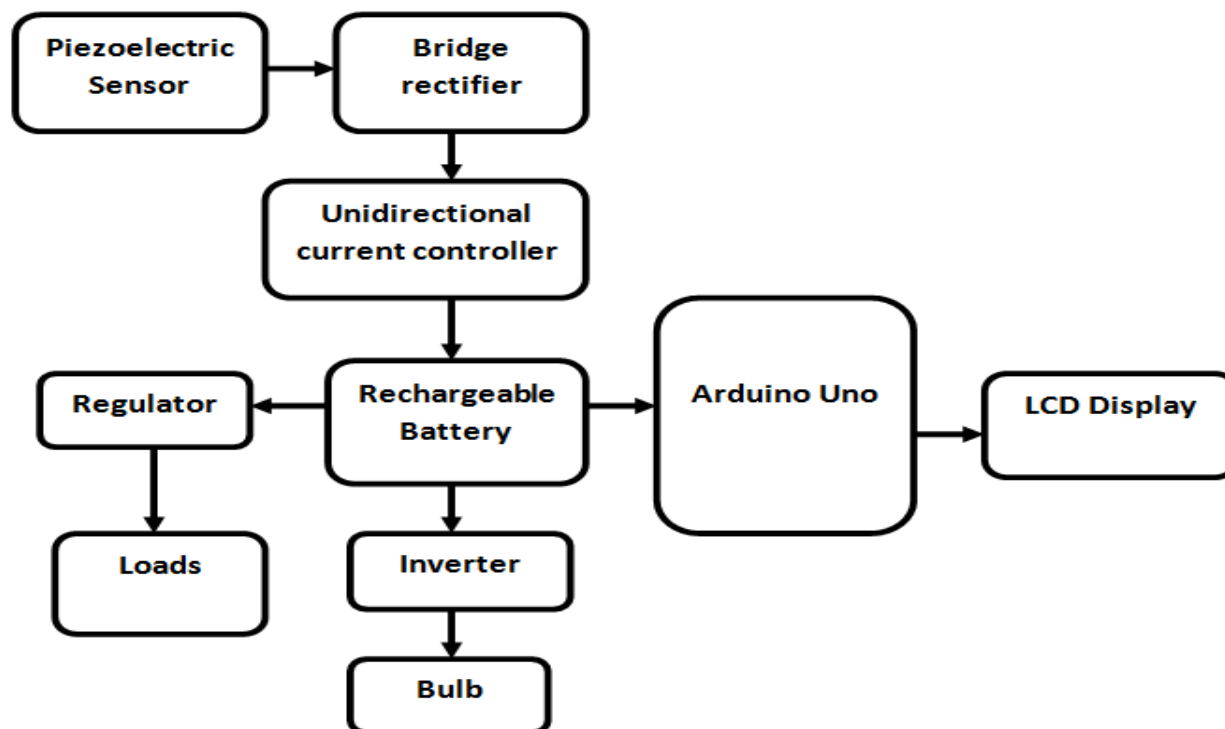 Piezoelectric
Sensor
Bridge
rectifier
Unidirectional
current controller
Regulator
Rechargeable
Battery
Arduino Uno
LCD Display
Loads
Inverter
Bulb